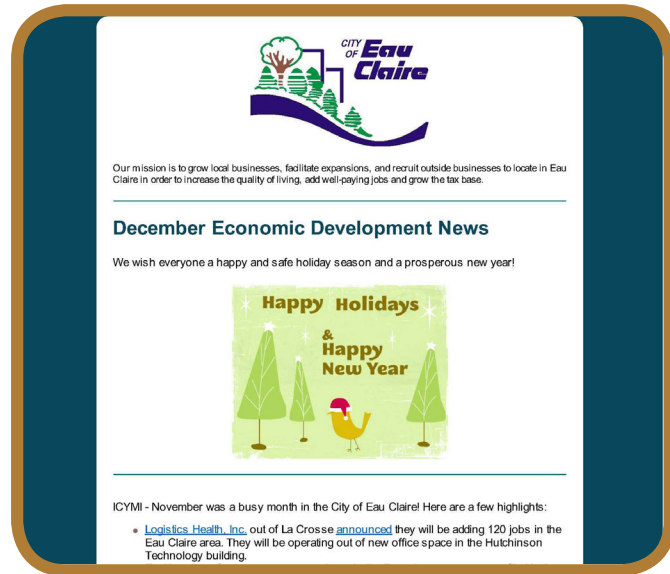 CITY
OF Eau
Claire
Our mission is to grow local businesses, facilitate expansions, and recruit outside businesses to locate in Eau
Claire in order to increase the quality of living, add well-paying jobs and grow the tax base.
December Economic Development News
We wish everyone a happy and safe holiday season and a prosperous new year!
Happy Holidays
&
Happy
New Year
ICYMI - November was a busy month in the City of Eau Claire! Here are a few highlights:
• Logistics Health, Inc. out of La Crosse announced they will be adding 120 jobs in the
Eau Claire area. They will be operating out of new office space in the Hutchinson
Technology building.